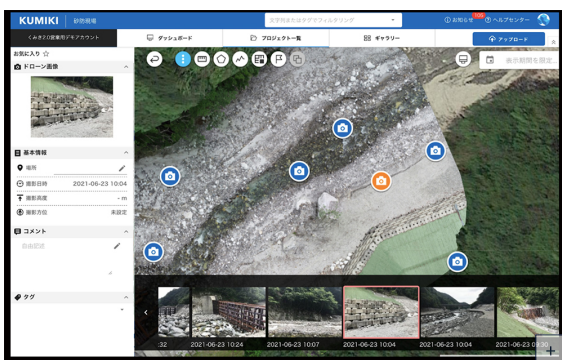 KUMIKI 砂防現場
文字列またはタグでフィルタリング
お知らせ 100 ヘルプセンター
くみき2.0営業用デモアカウント
ダッシュボード プロジェクト一覧 ギャラリー
アップロード
お気に入り
ドローン画像
表示期間を指定...
基本情報
場所
撮影日時 2021-06-23 10:04
撮影高度 - m
撮影方位 未設定
コメント
自由記述
タグ
:32 2021-06-23 10:24 2021-06-23 10:07 2021-06-23 10:04 2021-06-23 10:04 2021-06-23